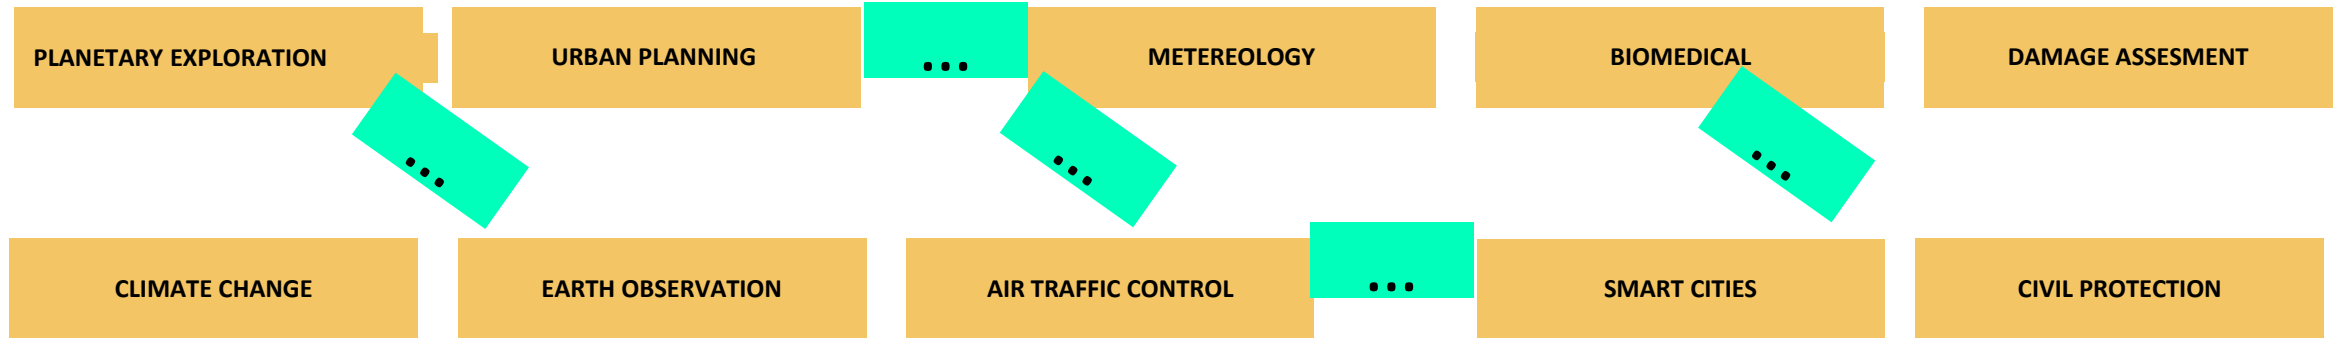 PLANETARY EXPLORATION
URBAN PLANNING
...
METEREOLOGY
BIOMEDICAL
DAMAGE ASSESMENT
...
...
...
CLIMATE CHANGE
EARTH OBSERVATION
AIR TRAFFIC CONTROL
...
SMART CITIES
CIVIL PROTECTION